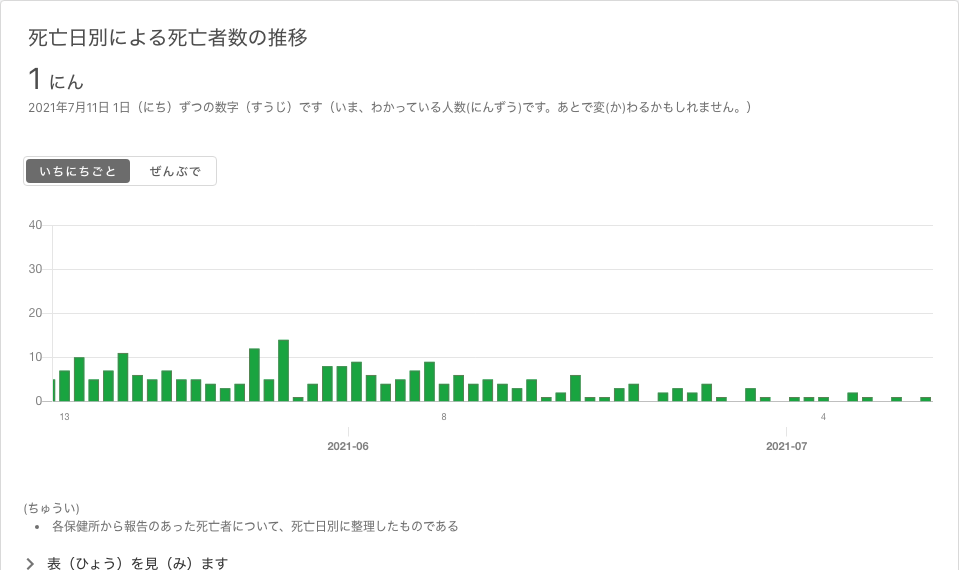 死亡日別による死亡者数の推移
1 にん
2021年7月11日 1日（にち）ずつの数字（すうじ）です（いま、わかっている人数(にんずう)です。あとで変(か)わるかもしれません。）
いちにちごと ぜんぶで
40
30
20
10
0
13 8 4
2021-06 2021-07
(ちゅうい)
• 各保健所から報告のあった死亡者について、死亡日別に整理したものである
表（ひょう）を見（み）ます